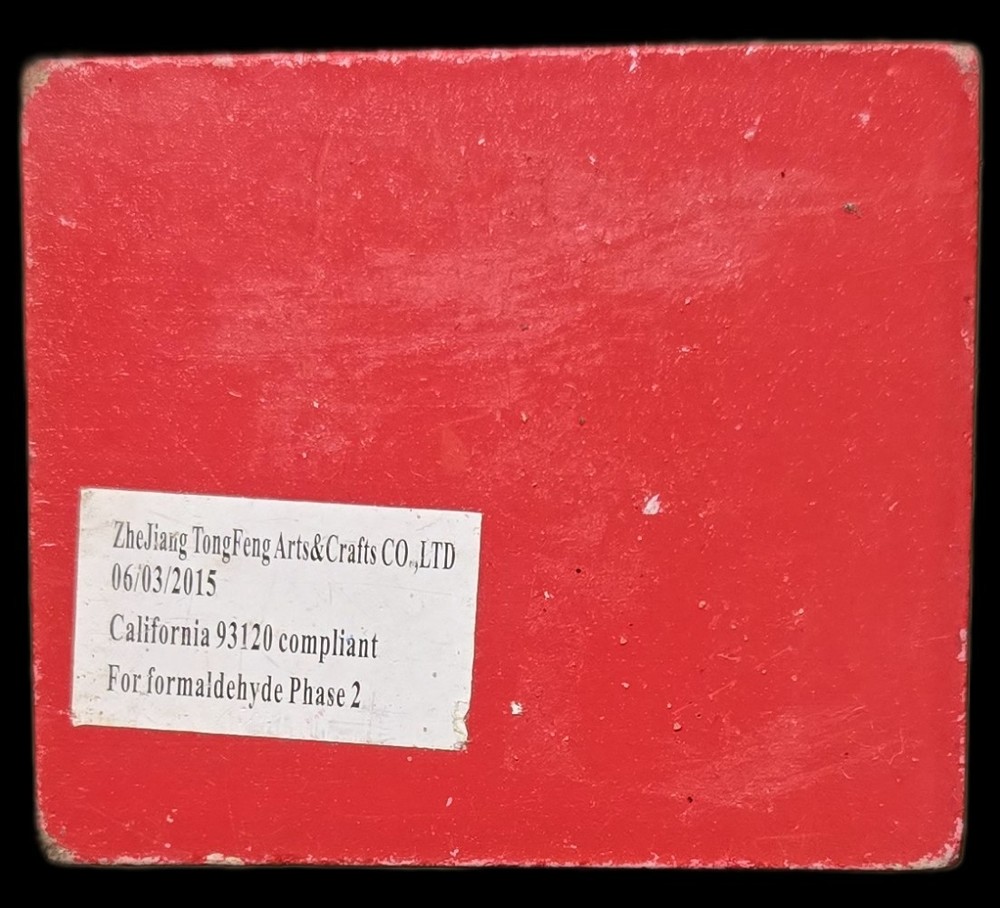 ZheJiang TongFeng Arts&Crafts CO.,LTD
06/03/2015
California 93120 compliant
For formaldehyde Phase 2